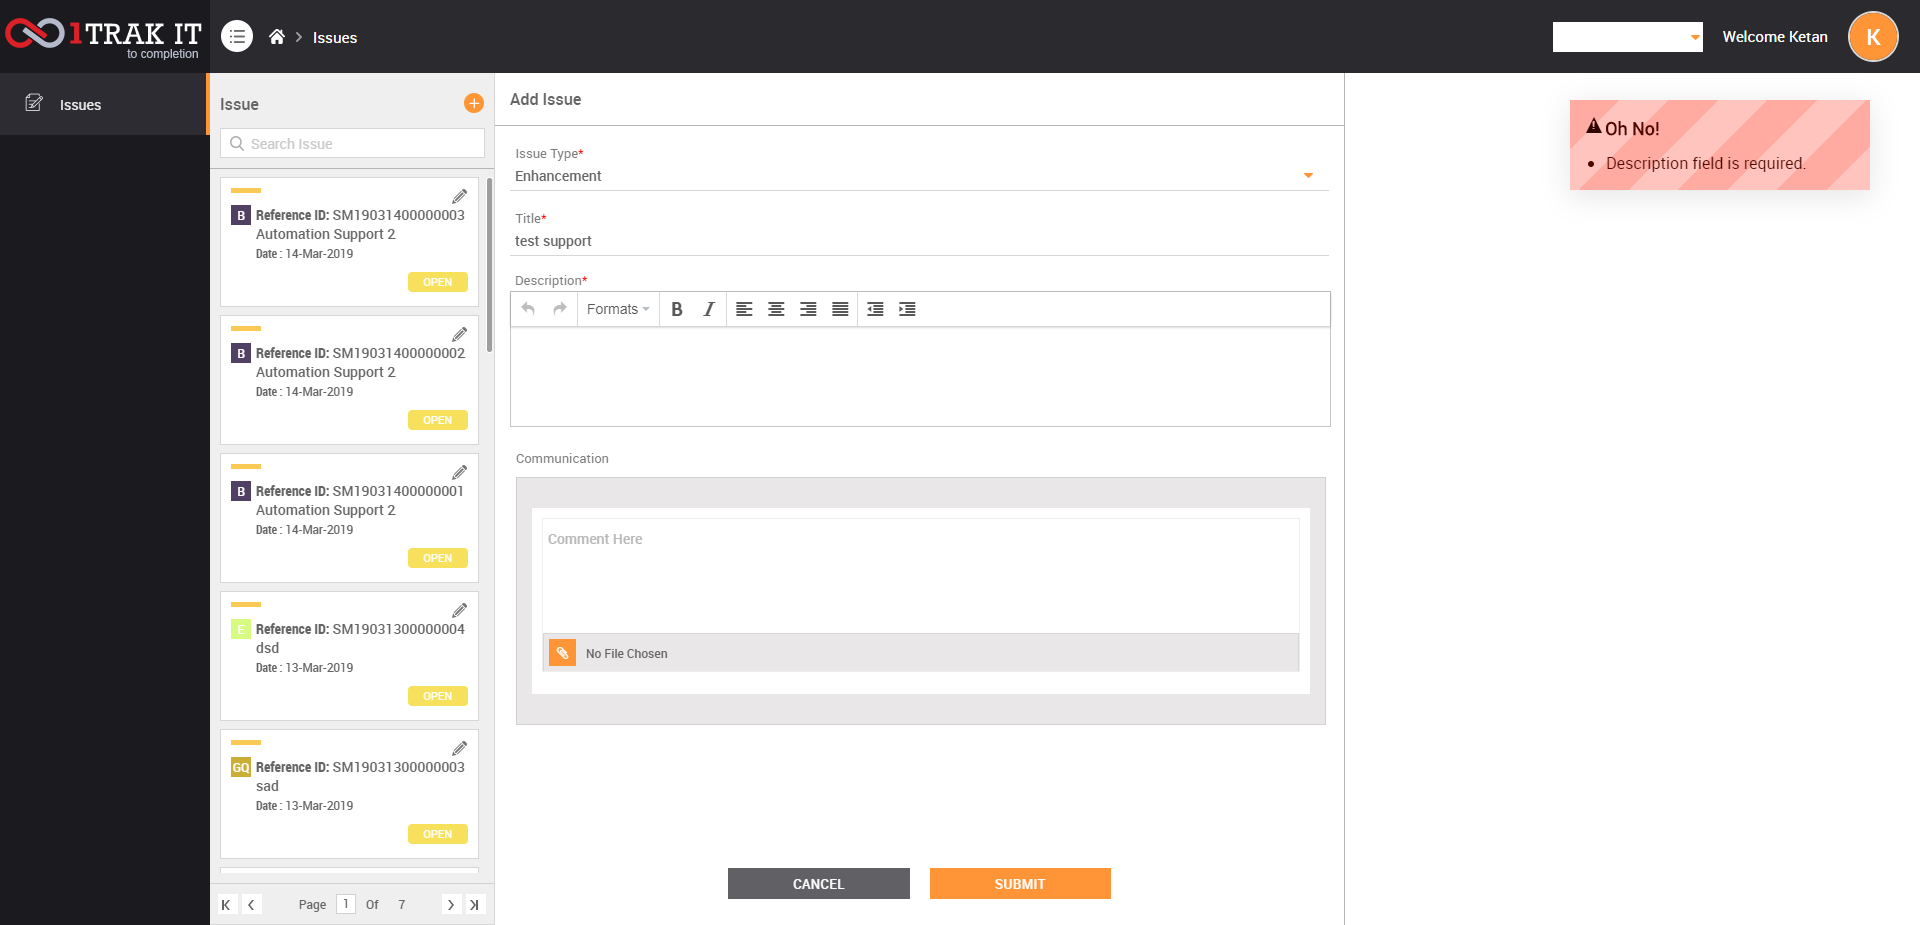 1TRAK IT
to completion
Issues
Welcome Ketan
K
Issues
Issue
Search Issue
B Reference ID: SM19031400000003
Automation Support 2
Date : 14-Mar-2019
OPEN
B Reference ID: SM19031400000002
Automation Support 2
Date : 14-Mar-2019
OPEN
B Reference ID: SM19031400000001
Automation Support 2
Date : 14-Mar-2019
OPEN
E Reference ID: SM19031300000004
dsd
Date : 13-Mar-2019
OPEN
GQ Reference ID: SM19031300000003
sad
Date : 13-Mar-2019
OPEN
Page 1 Of 7
Add Issue
Issue Type*
Enhancement
Title*
test support
Description*
Formats B I
Communication
Comment Here
No File Chosen
CANCEL SUBMIT
Oh No!
• Description field is required.